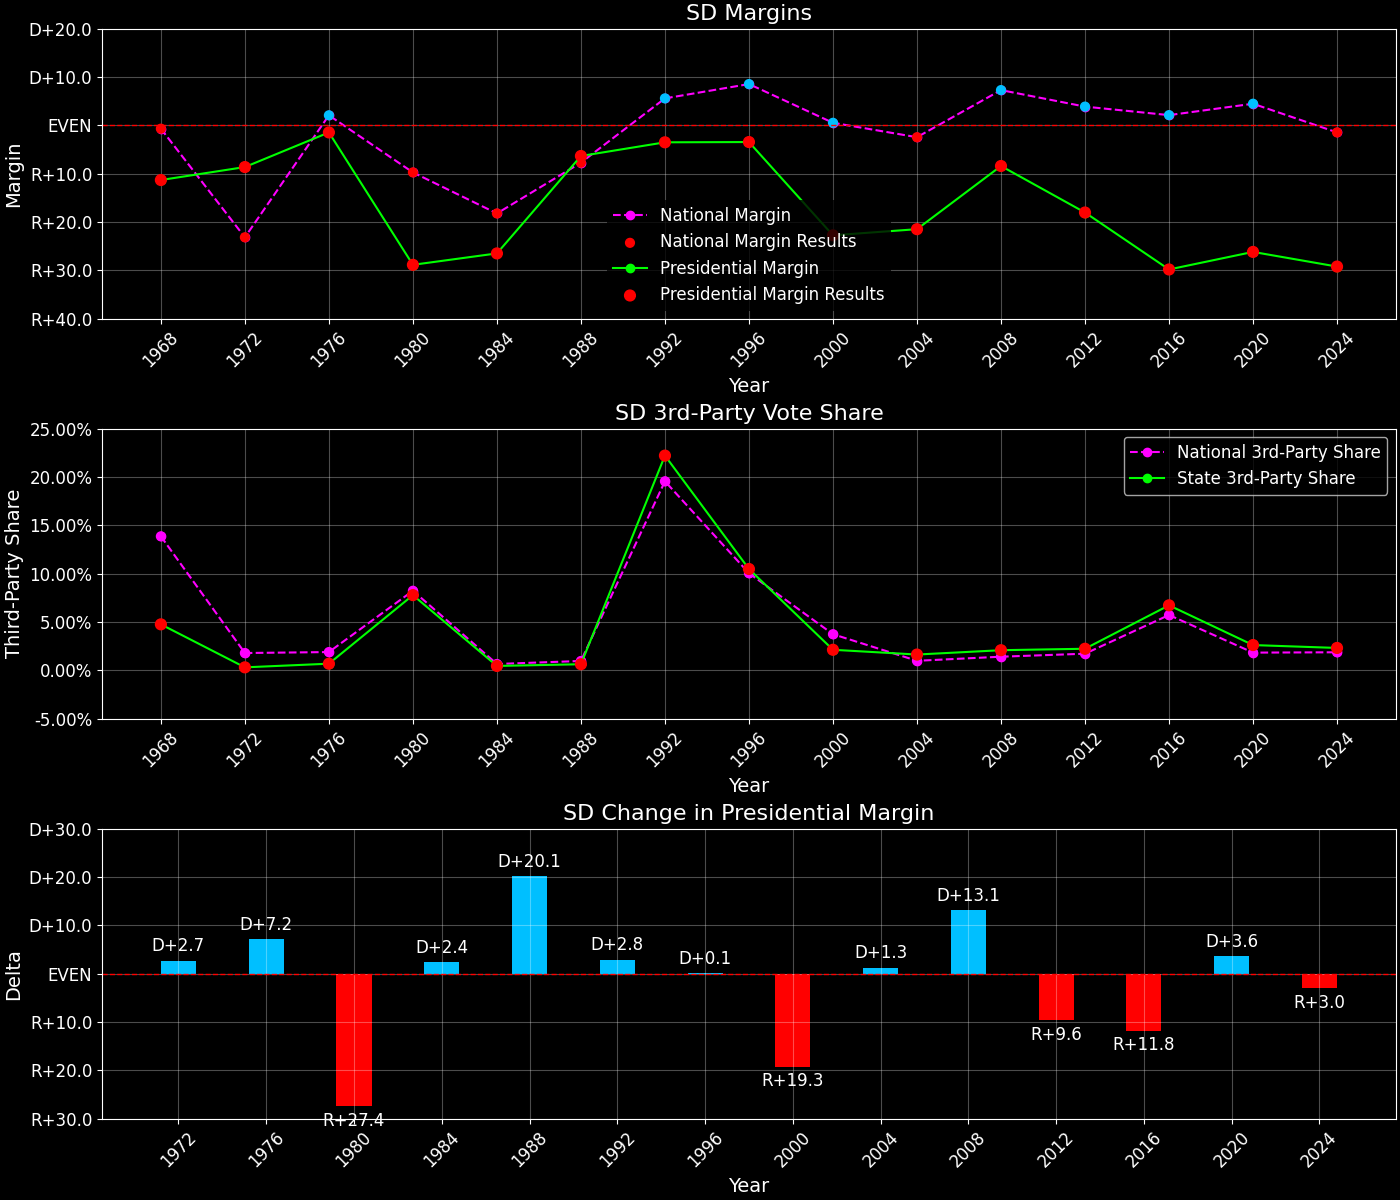 SD Margins
D+20.0
D+10.0
EVEN
R+10.0
R+20.0
R+30.0
R+40.0
Margin
National Margin
National Margin Results
Presidential Margin
Presidential Margin Results
1968 1972 1976 1980 1984 1988 1992 1996 2000 2004 2008 2012 2016 2020 2024
Year
SD 3rd-Party Vote Share
25.00%
20.00%
15.00%
10.00%
5.00%
0.00%
-5.00%
Third-Party Share
National 3rd-Party Share
State 3rd-Party Share
1968 1972 1976 1980 1984 1988 1992 1996 2000 2004 2008 2012 2016 2020 2024
Year
SD Change in Presidential Margin
D+30.0
D+20.0
D+10.0
EVEN
R+10.0
R+20.0
R+30.0
Delta
D+2.7
D+7.2
R+27.4
D+2.4
D+20.1
D+2.8
D+0.1
R+19.3
D+1.3
D+13.1
R+9.6
R+11.8
D+3.6
R+3.0
1972 1976 1980 1984 1988 1992 1996 2000 2004 2008 2012 2016 2020 2024
Year